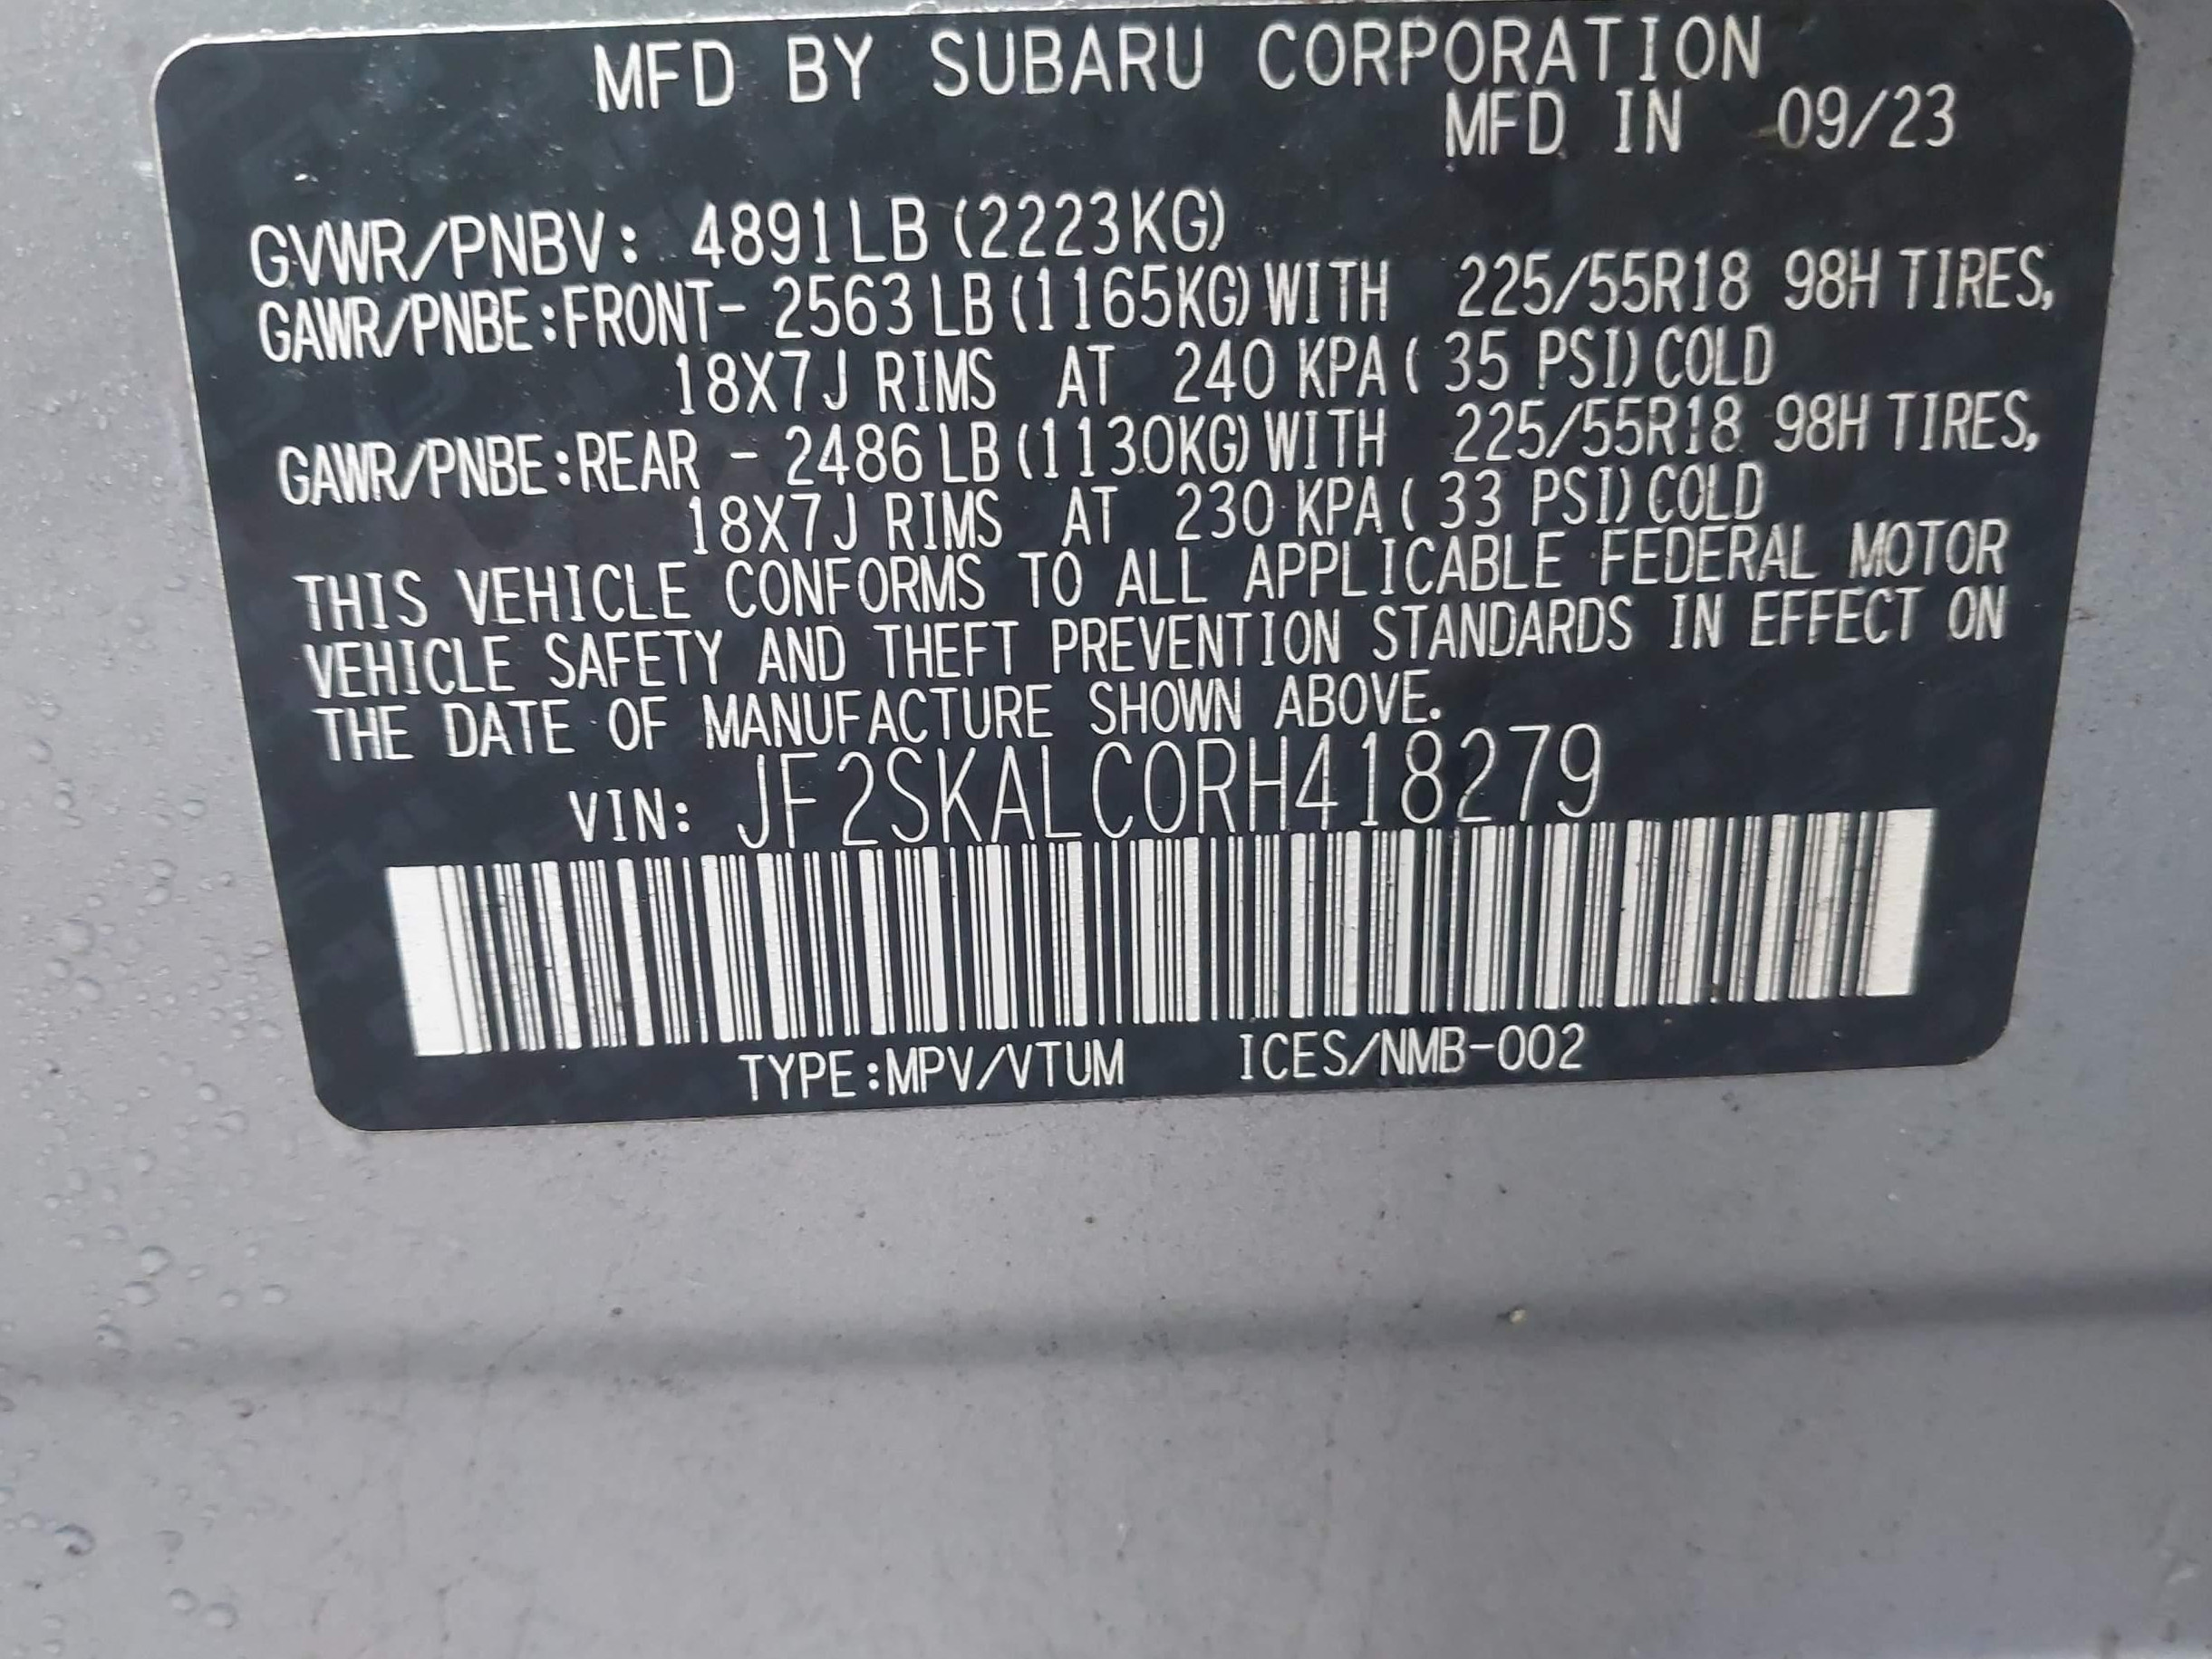 MFD BY SUBARU CORPORATION
MFD IN 09/23
GVWR/PNBV: 4891LB (2223KG)
GAWR/PNBE:FRONT- 2563LB (1165KG) WITH 225/55R18 98H TIRES,
18X7J RIMS AT 240 KPA ( 35 PSI) COLD
GAWR/PNBE:REAR - 2486LB (1130KG) WITH 225/55R18 98H TIRES,
18X7J RIMS AT 230 KPA ( 33 PSI) COLD
THIS VEHICLE CONFORMS TO ALL APPLICABLE FEDERAL MOTOR
VEHICLE SAFETY AND THEFT PREVENTION STANDARDS IN EFFECT ON
THE DATE OF MANUFACTURE SHOWN ABOVE.
VIN: JF2SKALC0RH418279
TYPE:MPV/VTUM ICES/NMB-002